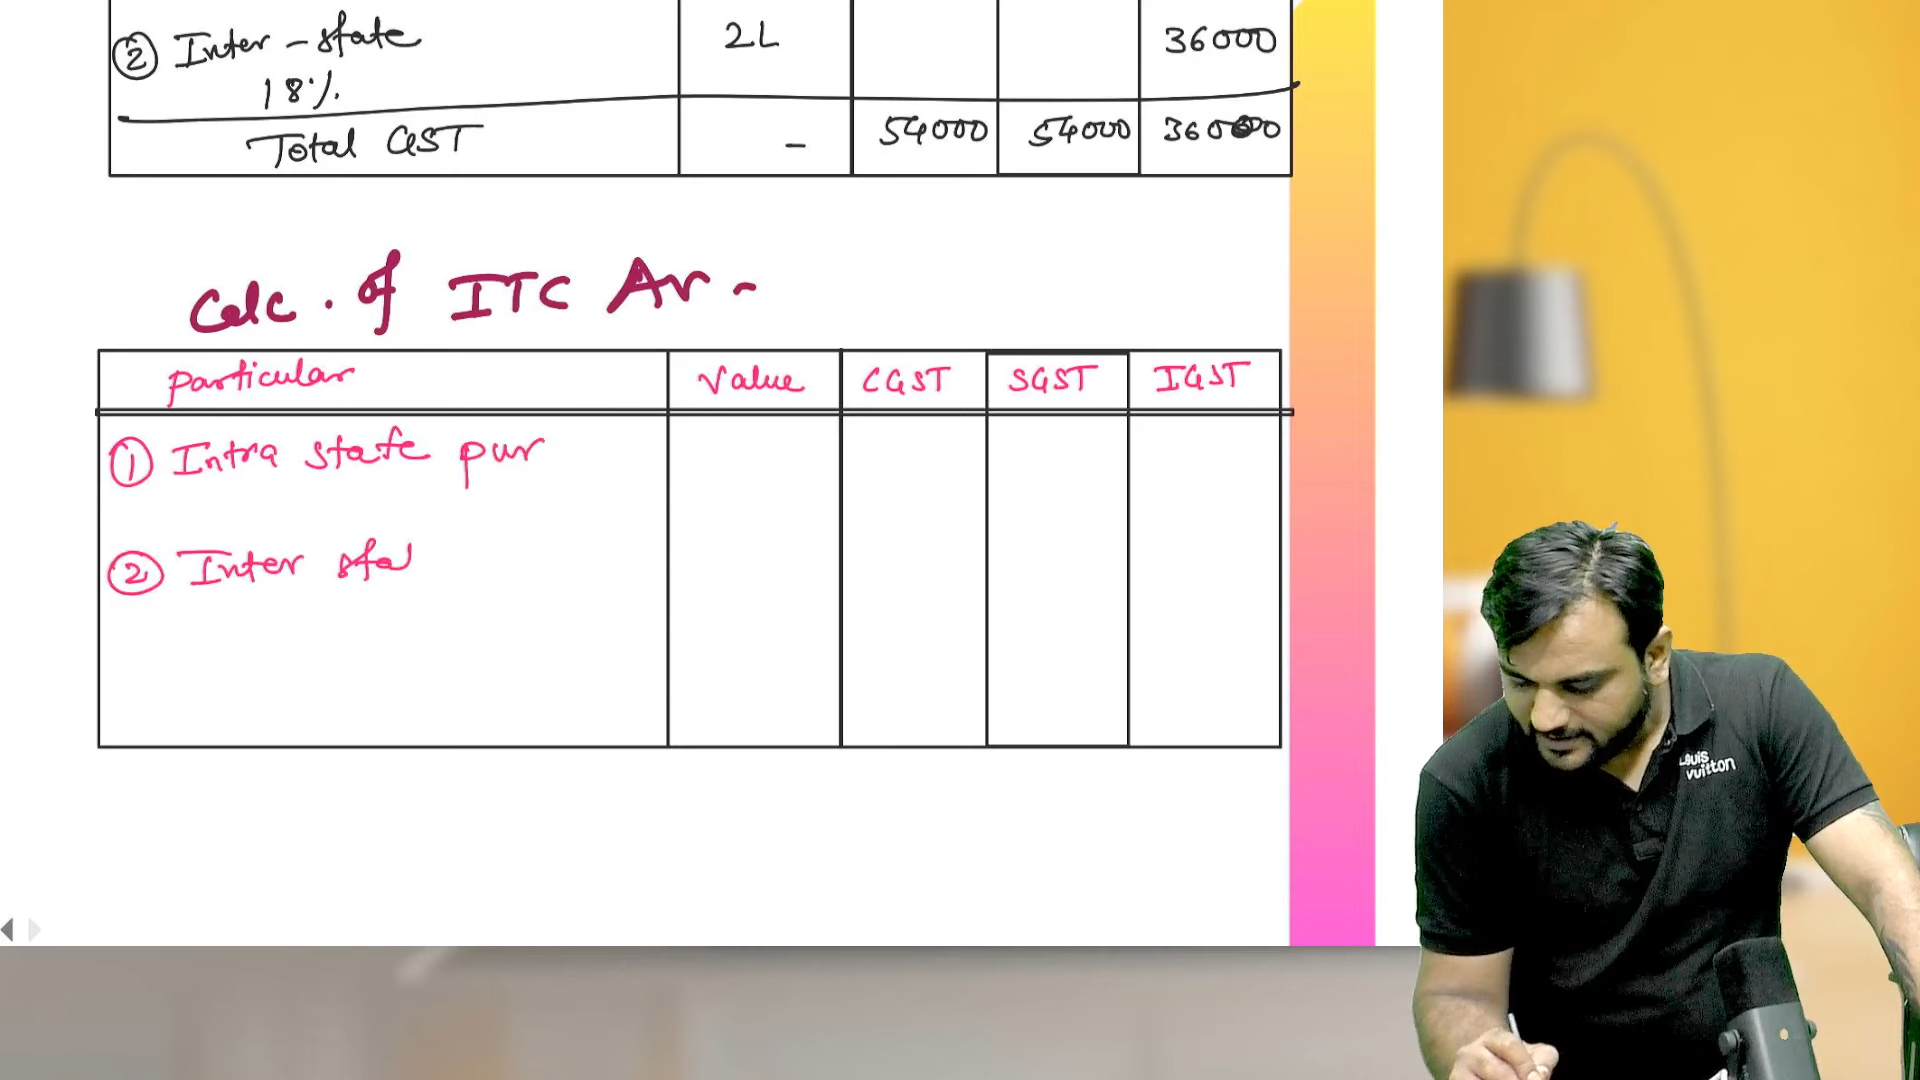 ② Inter - state 2L 36000
18%.
Total GST - 54000 54000 36000
Calc. of ITC Av -
particular Value CGST SGST IGST
① Intra state pur
② Inter sta
Louis
vuitton